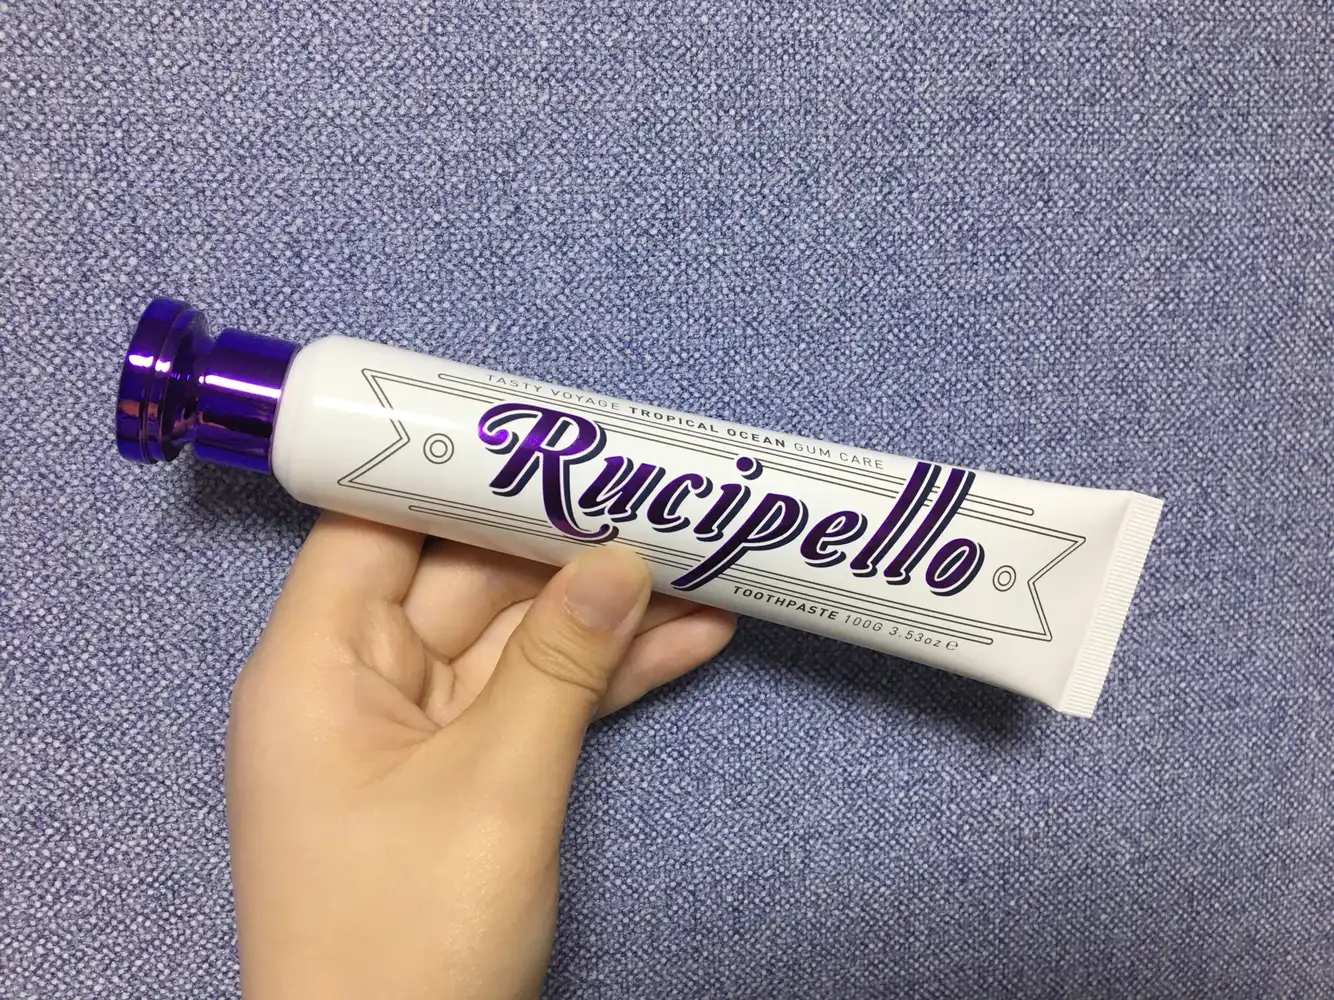 TASTY VOYAGE TROPICAL OCEAN GUM CARE
Rucipello
TOOTHPASTE 100G 3.53oz ℮